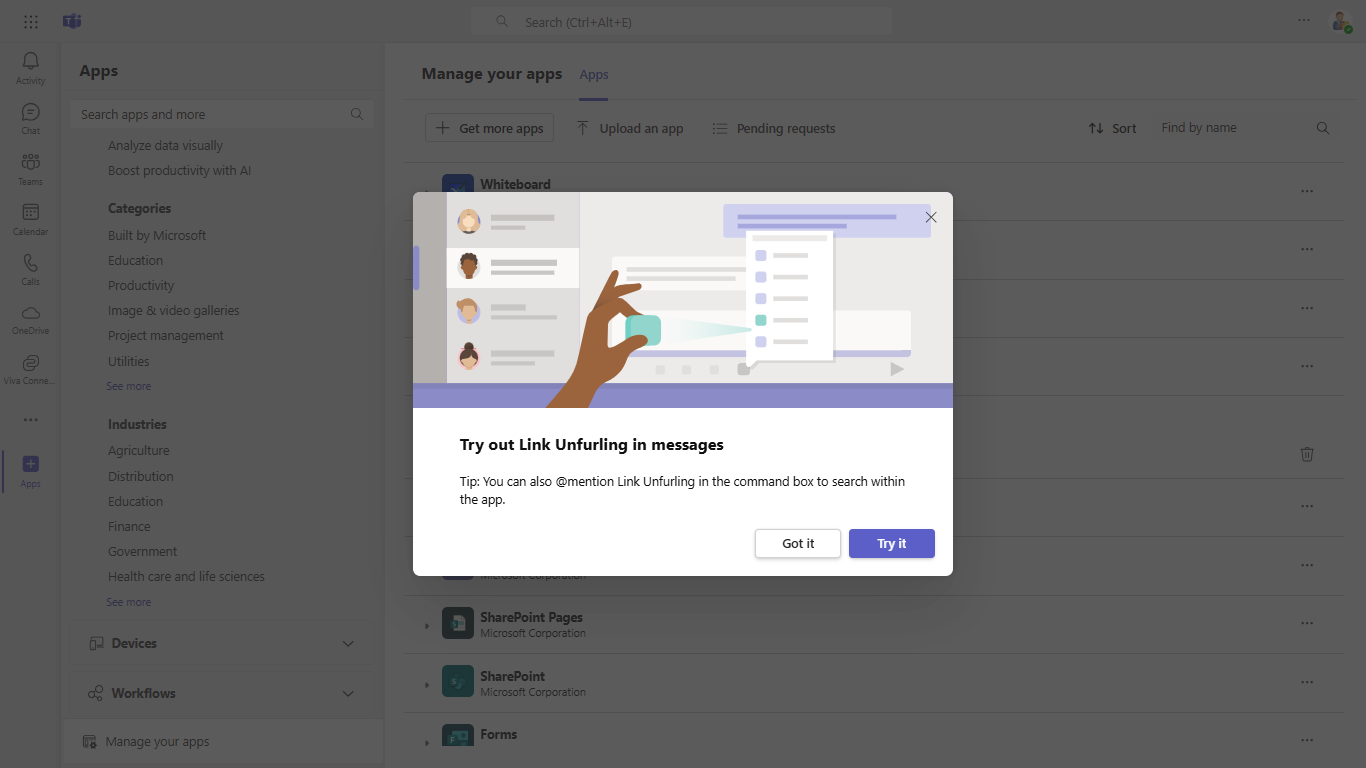 Search (Ctrl+Alt+E)
Activity
Chat
Teams
Calendar
Calls
OneDrive
Viva Conne...
Apps
Apps
Search apps and more
Analyze data visually
Boost productivity with AI
Categories
Built by Microsoft
Education
Productivity
Image & video galleries
Project management
Utilities
See more
Industries
Agriculture
Distribution
Education
Finance
Government
Health care and life sciences
See more
Devices
Workflows
Manage your apps
Manage your apps
Apps
Get more apps
Upload an app
Pending requests
Sort
Find by name
Whiteboard
Try out Link Unfurling in messages
Tip: You can also @mention Link Unfurling in the command box to search within
the app.
Got it
Try it
Microsoft Corporation
SharePoint Pages
Microsoft Corporation
SharePoint
Microsoft Corporation
Forms